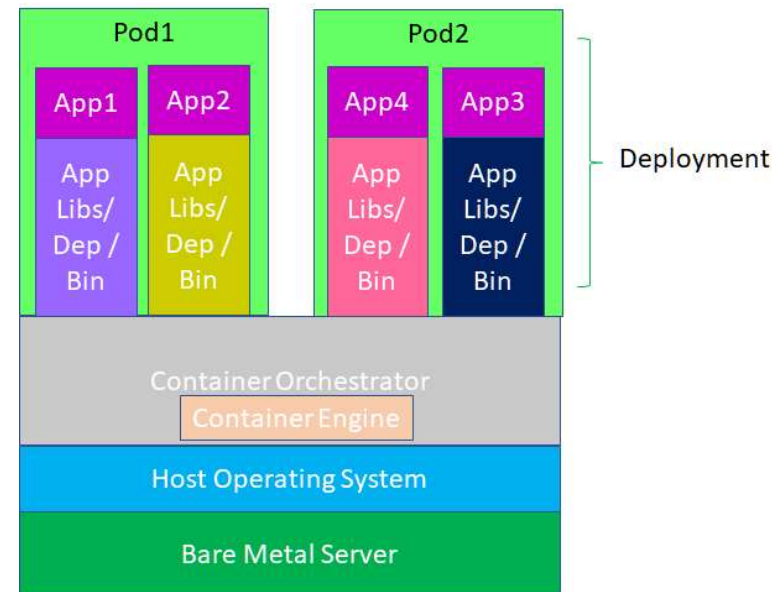 Pod1
Pod2
App1
App2
App4
App3
App
Libs/
Dep /
Bin
App
Libs/
Dep /
Bin
App
Libs/
Dep /
Bin
App
Libs/
Dep /
Bin
Deployment
Container Orchestrator
Container Engine
Host Operating System
Bare Metal Server